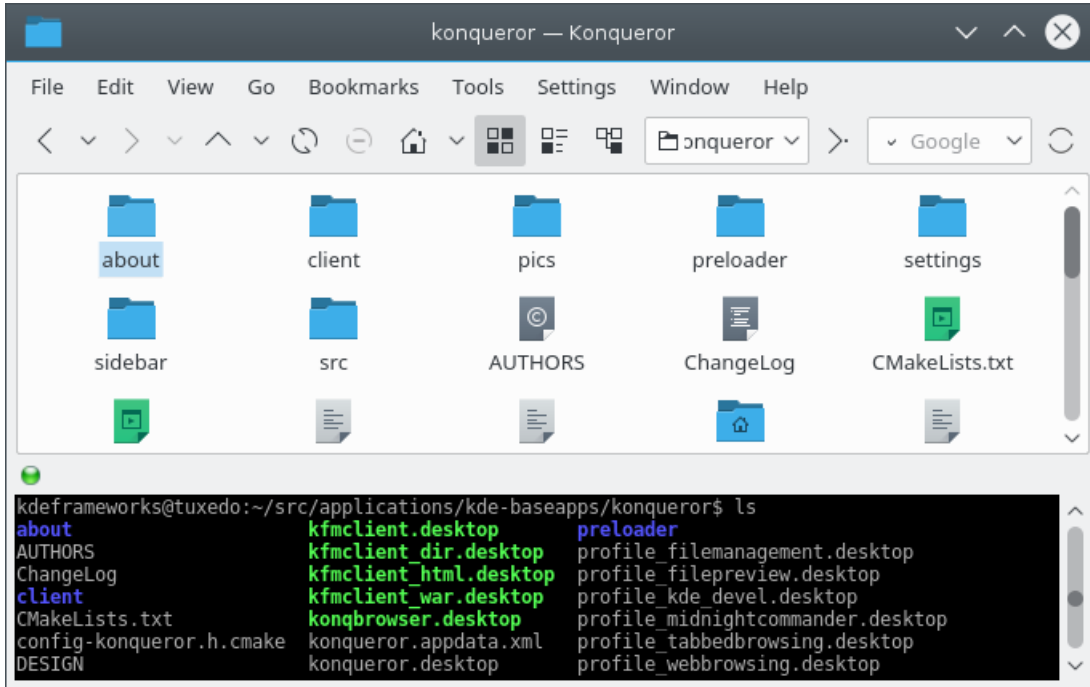 konqueror — Konqueror
File Edit View Go Bookmarks Tools Settings Window Help
onqueror Google
about client pics preloader settings
sidebar src AUTHORS ChangeLog CMakeLists.txt
kdeframeworks@tuxedo:~/src/applications/kde-baseapps/konqueror$ ls
about kfmclient.desktop preloader
AUTHORS kfmclient_dir.desktop profile_filemanagement.desktop
ChangeLog kfmclient_html.desktop profile_filepreview.desktop
client kfmclient_war.desktop profile_kde_devel.desktop
CMakeLists.txt konqbrowser.desktop profile_midnightcommander.desktop
config-konqueror.h.cmake konqueror.appdata.xml profile_tabbedbrowsing.desktop
DESIGN konqueror.desktop profile_webbrowsing.desktop